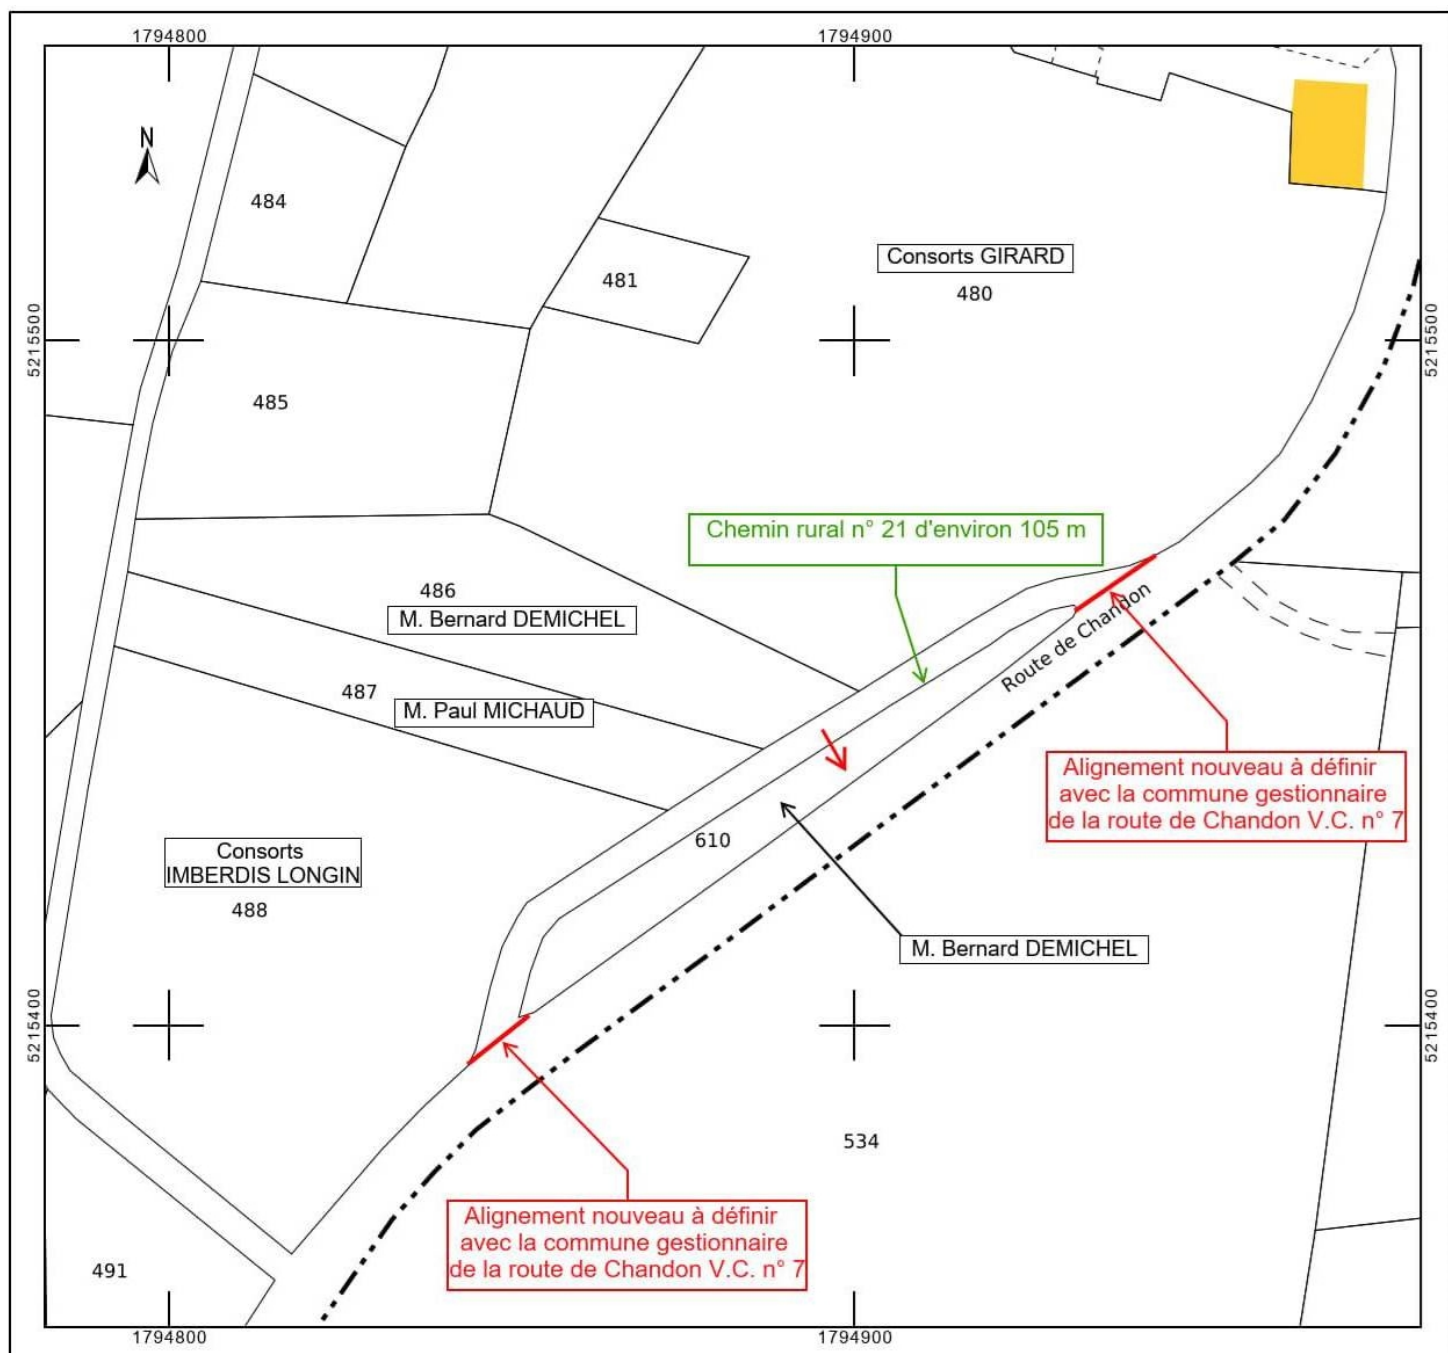 1794800
1794900
N
484
Consorts GIRARD
481
480
5215500
5215500
485
Chemin rural n° 21 d'environ 105 m
486
M. Bernard DEMICHEL
Route de Chandon
487
M. Paul MICHAUD
Alignement nouveau à définir
avec la commune gestionnaire
de la route de Chandon V.C. n° 7
610
Consorts
IMBERDIS LONGIN
488
M. Bernard DEMICHEL
5215400
5215400
534
Alignement nouveau à définir
avec la commune gestionnaire
de la route de Chandon V.C. n° 7
491
1794800
1794900